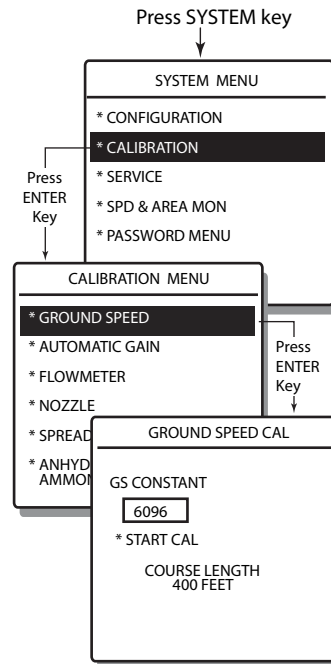 Press SYSTEM key
SYSTEM MENU
* CONFIGURATION
* CALIBRATION
* SERVICE
* SPD & AREA MON
* PASSWORD MENU
Press
ENTER
Key
CALIBRATION MENU
* GROUND SPEED
* AUTOMATIC GAIN
* FLOWMETER
* NOZZLE
* SPREAD
* ANHYD
AMMON
Press
ENTER
Key
GROUND SPEED CAL
GS CONSTANT
6096
* START CAL
COURSE LENGTH
400 FEET